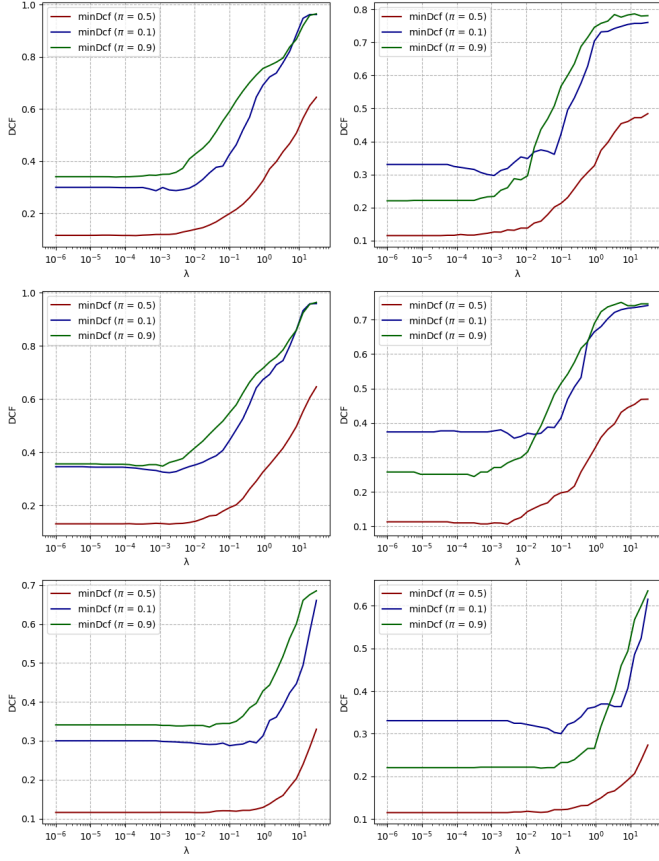 1.0
0.8
0.6
0.4
0.2
DCF
minDcf (π = 0.5)
minDcf (π = 0.1)
minDcf (π = 0.9)
10⁻⁶ 10⁻⁵ 10⁻⁴ 10⁻³ 10⁻² 10⁻¹ 10⁰ 10¹
λ
0.8
0.7
0.6
0.5
0.4
0.3
0.2
0.1
DCF
minDcf (π = 0.5)
minDcf (π = 0.1)
minDcf (π = 0.9)
10⁻⁶ 10⁻⁵ 10⁻⁴ 10⁻³ 10⁻² 10⁻¹ 10⁰ 10¹
λ
1.0
0.8
0.6
0.4
0.2
DCF
minDcf (π = 0.5)
minDcf (π = 0.1)
minDcf (π = 0.9)
10⁻⁶ 10⁻⁵ 10⁻⁴ 10⁻³ 10⁻² 10⁻¹ 10⁰ 10¹
λ
0.7
0.6
0.5
0.4
0.3
0.2
0.1
DCF
minDcf (π = 0.5)
minDcf (π = 0.1)
minDcf (π = 0.9)
10⁻⁶ 10⁻⁵ 10⁻⁴ 10⁻³ 10⁻² 10⁻¹ 10⁰ 10¹
λ
0.7
0.6
0.5
0.4
0.3
0.2
0.1
DCF
minDcf (π = 0.5)
minDcf (π = 0.1)
minDcf (π = 0.9)
10⁻⁶ 10⁻⁵ 10⁻⁴ 10⁻³ 10⁻² 10⁻¹ 10⁰ 10¹
λ
0.6
0.5
0.4
0.3
0.2
0.1
DCF
minDcf (π = 0.5)
minDcf (π = 0.1)
minDcf (π = 0.9)
10⁻⁶ 10⁻⁵ 10⁻⁴ 10⁻³ 10⁻² 10⁻¹ 10⁰ 10¹
λ